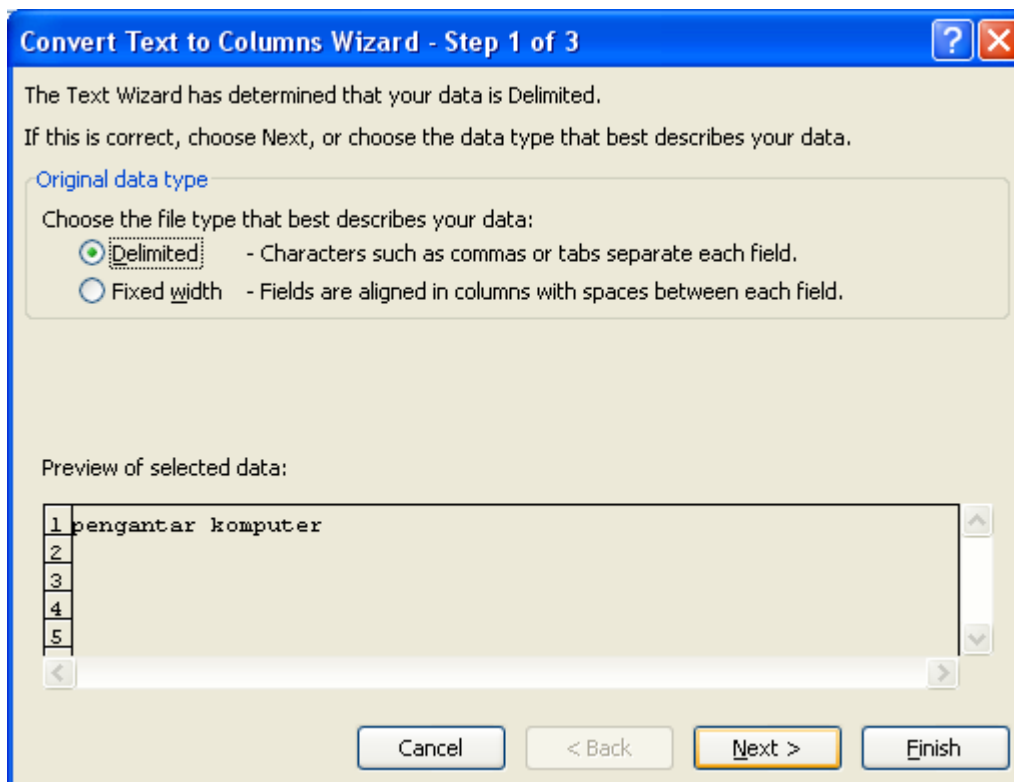 Convert Text to Columns Wizard - Step 1 of 3
The Text Wizard has determined that your data is Delimited.
If this is correct, choose Next, or choose the data type that best describes your data.
Original data type
Choose the file type that best describes your data:
Delimited - Characters such as commas or tabs separate each field.
Fixed width - Fields are aligned in columns with spaces between each field.
Preview of selected data:
1 pengantar komputer
2
3
4
5
Cancel < Back Next > Finish